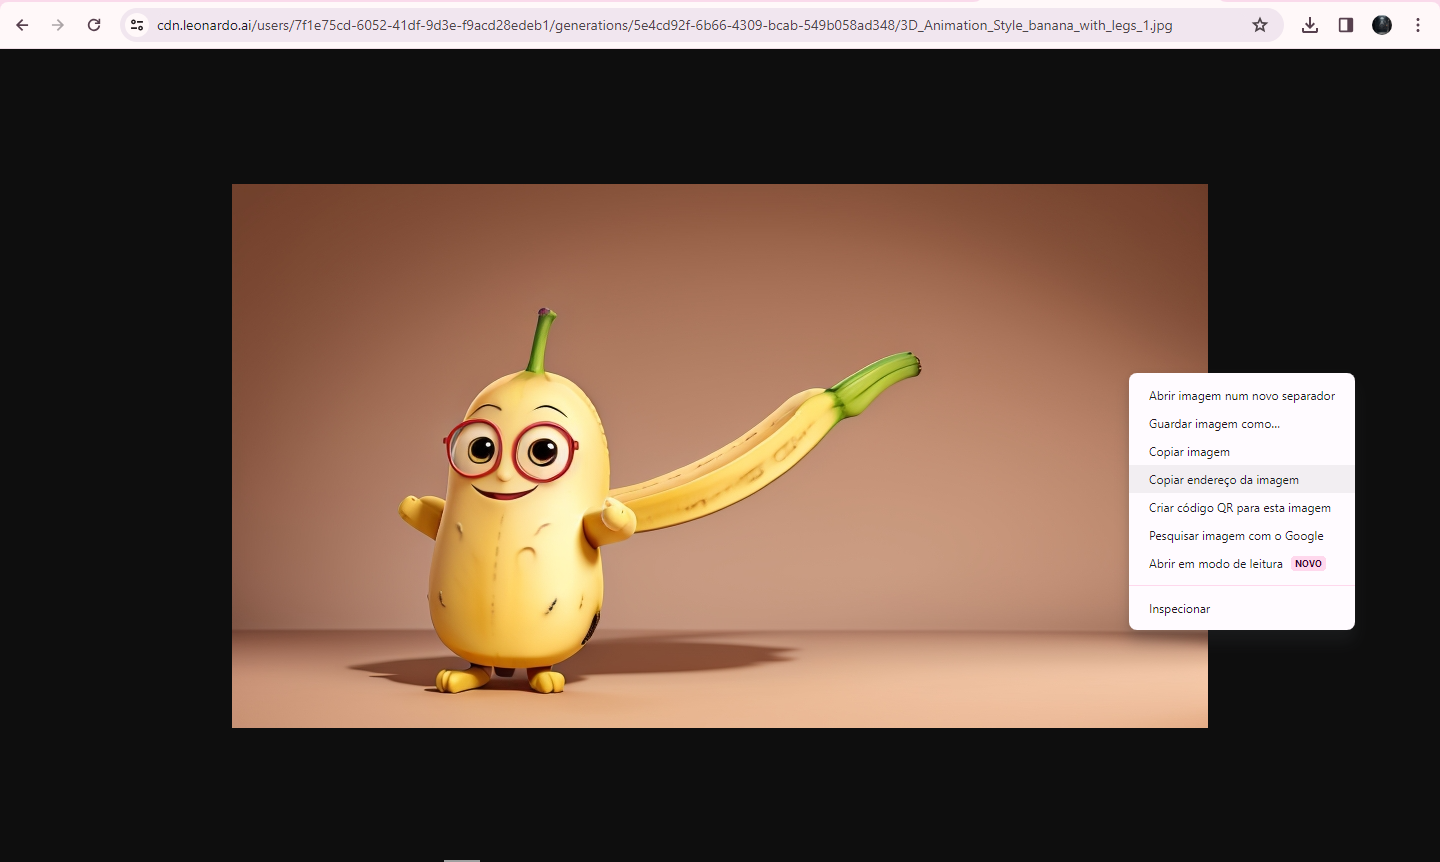 cdn.leonardo.ai/users/7f1e75cd-6052-41df-9d3e-f9acd28edeb1/generations/5e4cd92f-6b66-4309-bcab-549b058ad348/3D_Animation_Style_banana_with_legs_1.jpg
Abrir imagem num novo separador
Guardar imagem como...
Copiar imagem
Copiar endereço da imagem
Criar código QR para esta imagem
Pesquisar imagem com o Google
Abrir em modo de leitura NOVO
Inspecionar